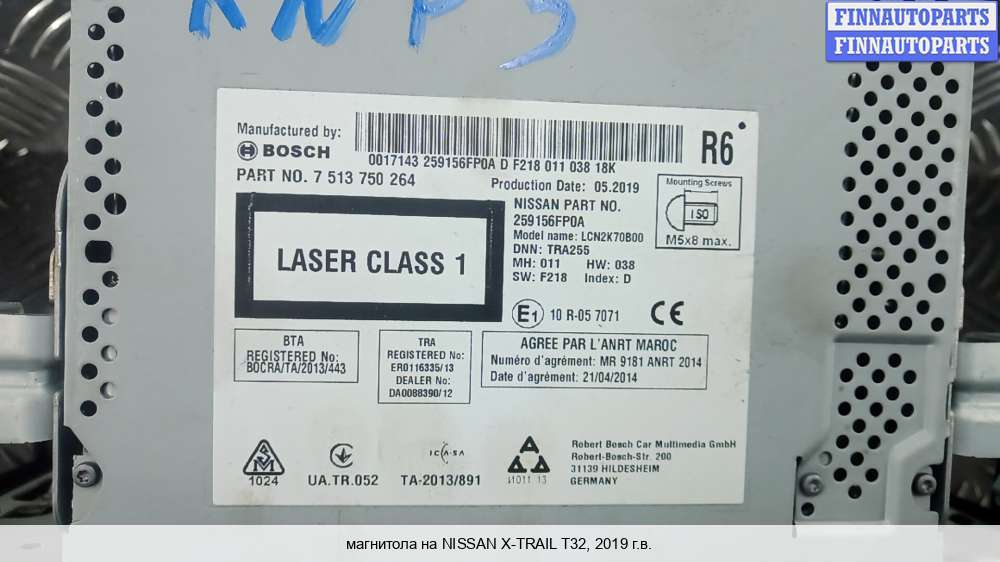 KNP3
FINNAUTOPARTS
FINNAUTOPARTS
Manufactured by:
BOSCH
0017143 259156FP0A D F218 011 038 18K
R6
PART NO. 7 513 750 264
Production Date: 05.2019
Mounting Screws
ISO
M5x8 max.
NISSAN PART NO.
259156FP0A
Model name: LCN2K70B00
DNN: TRA255
MH: 011 HW: 038
SW: F218 Index: D
LASER CLASS 1
E1 10 R-05 7071 CE
BTA
REGISTERED No:
BOCRA/TA/2013/443
TRA
REGISTERED No:
ER0116335/13
DEALER No:
DA0088390/12
AGREE PAR L'ANRT MAROC
Numéro d'agrément: MR 9181 ANRT 2014
Date d'agrément: 21/04/2014
1024
UA.TR.052
ICASA
TA-2013/891
11011 13
Robert Bosch Car Multimedia GmbH
Robert-Bosch-Str. 200
31139 HILDESHEIM
GERMANY
магнитола на NISSAN X-TRAIL T32, 2019 г.в.